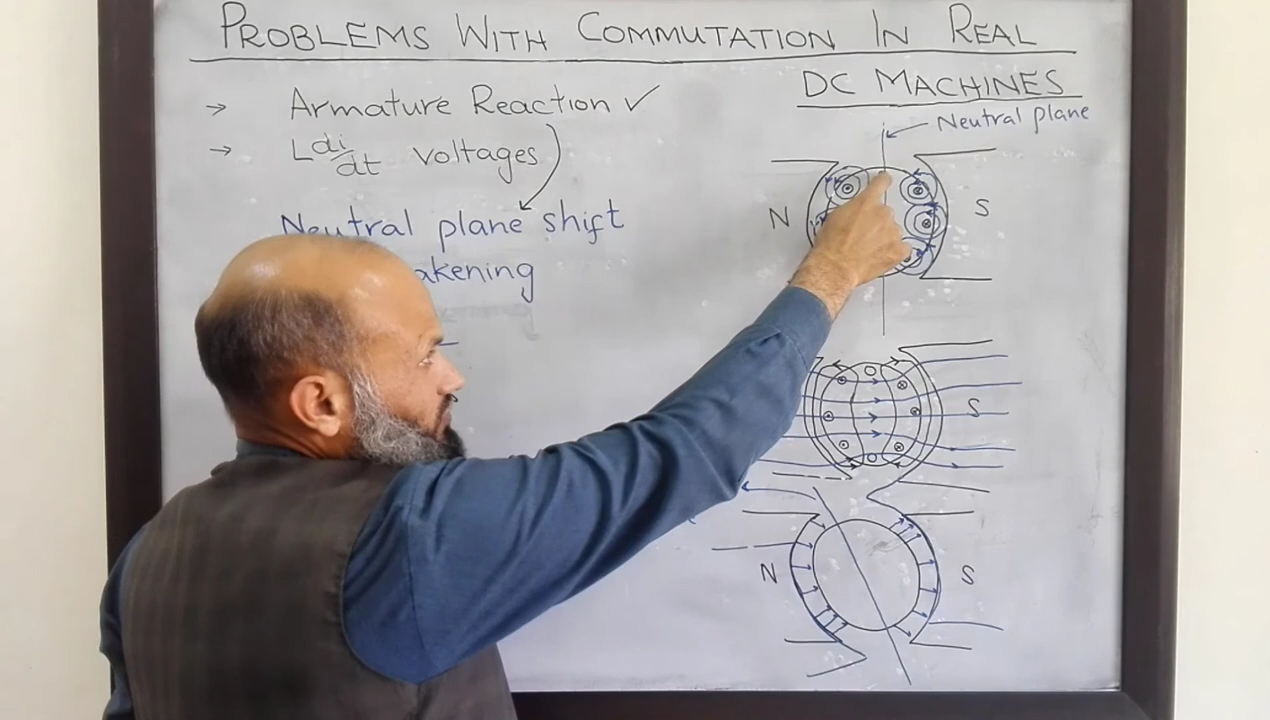 PROBLEMS WITH COMMUTATION IN REAL
DC MACHINES
→ Armature Reaction ✓
→ L di/dt voltages
Neutral plane shift
akening
Neutral plane
N
S
S
N
S